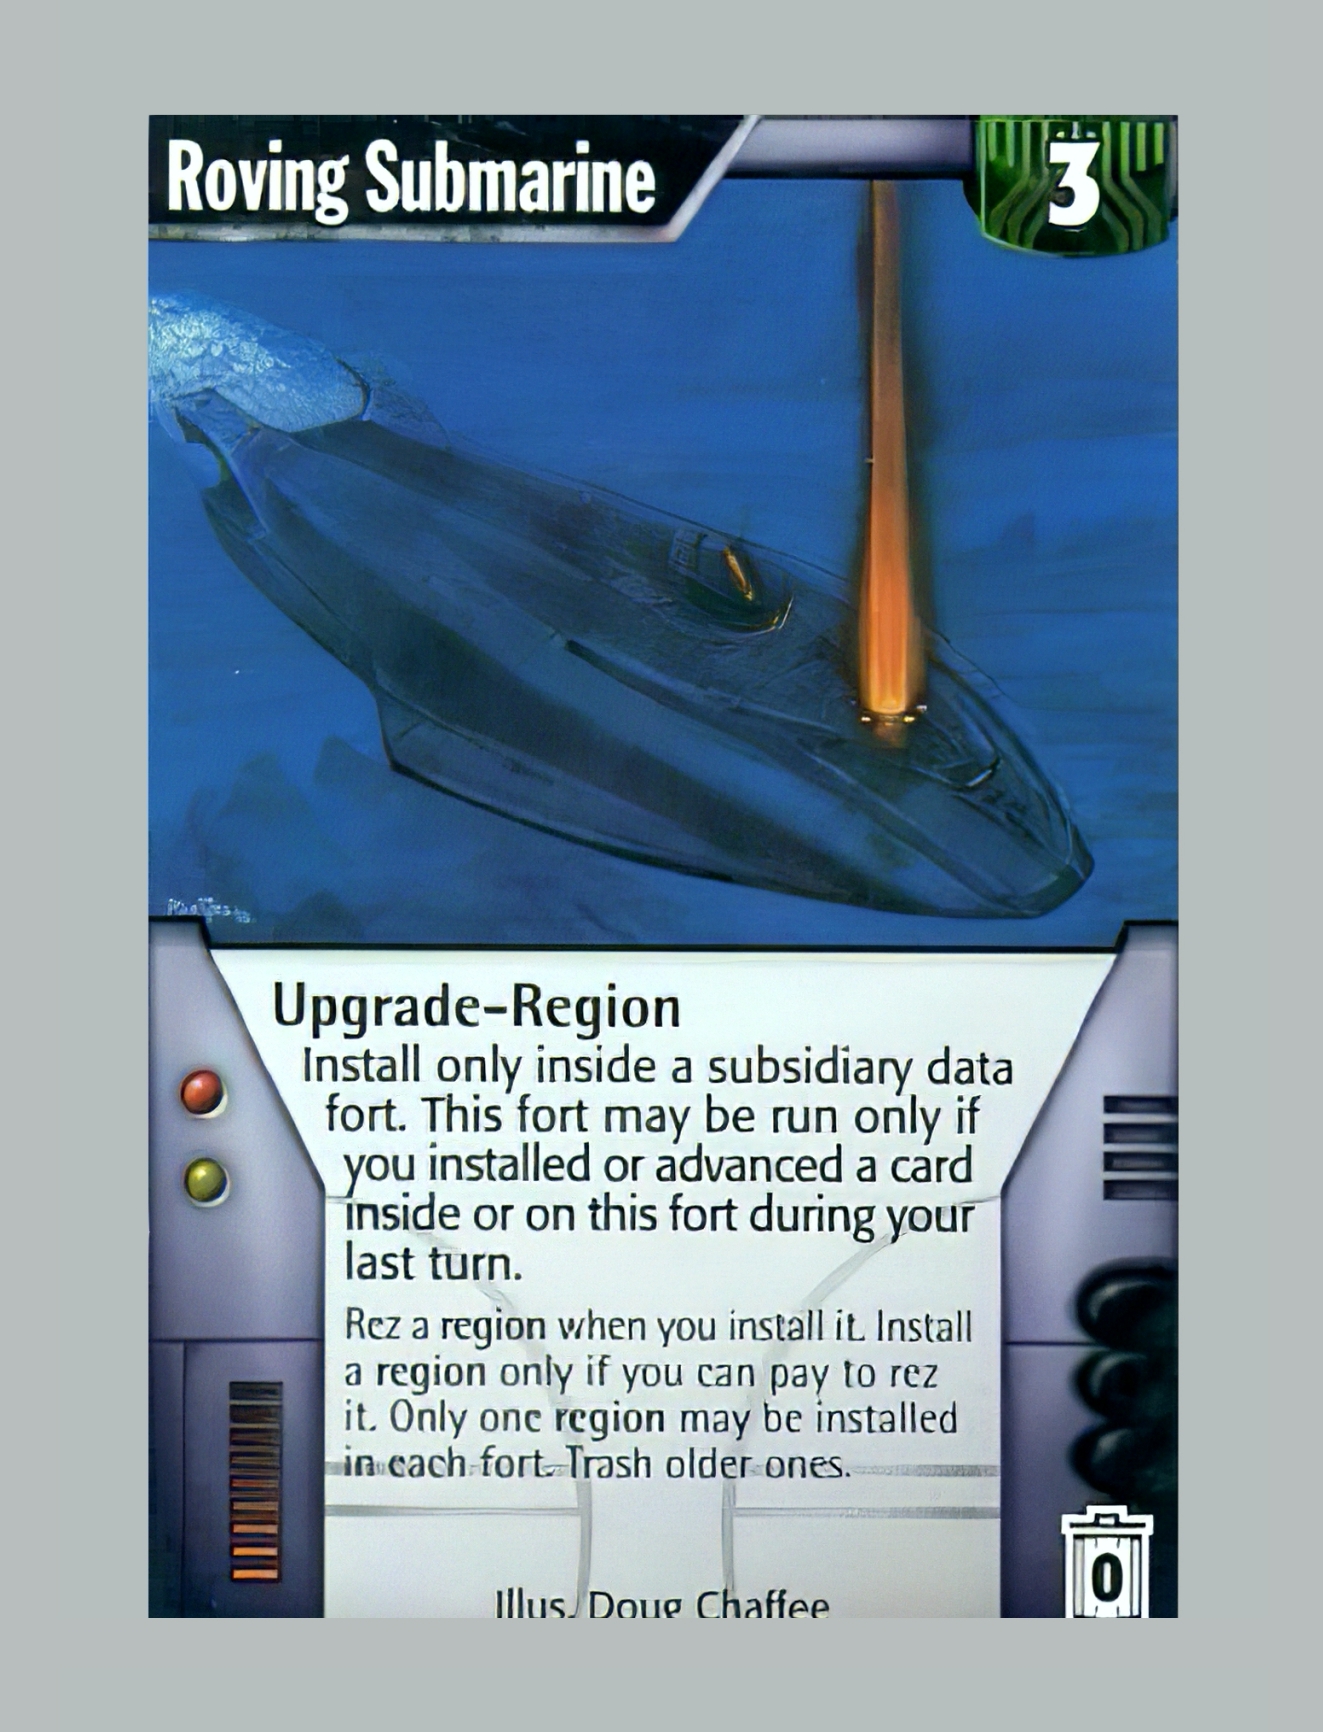 Roving Submarine
3
Upgrade-Region
Install only inside a subsidiary data
fort. This fort may be run only if
you installed or advanced a card
inside or on this fort during your
last turn.
Rez a region when you install it. Install
a region only if you can pay to rez
it. Only one region may be installed
in each fort. Trash older ones.
0
Illus. Doug Chaffee